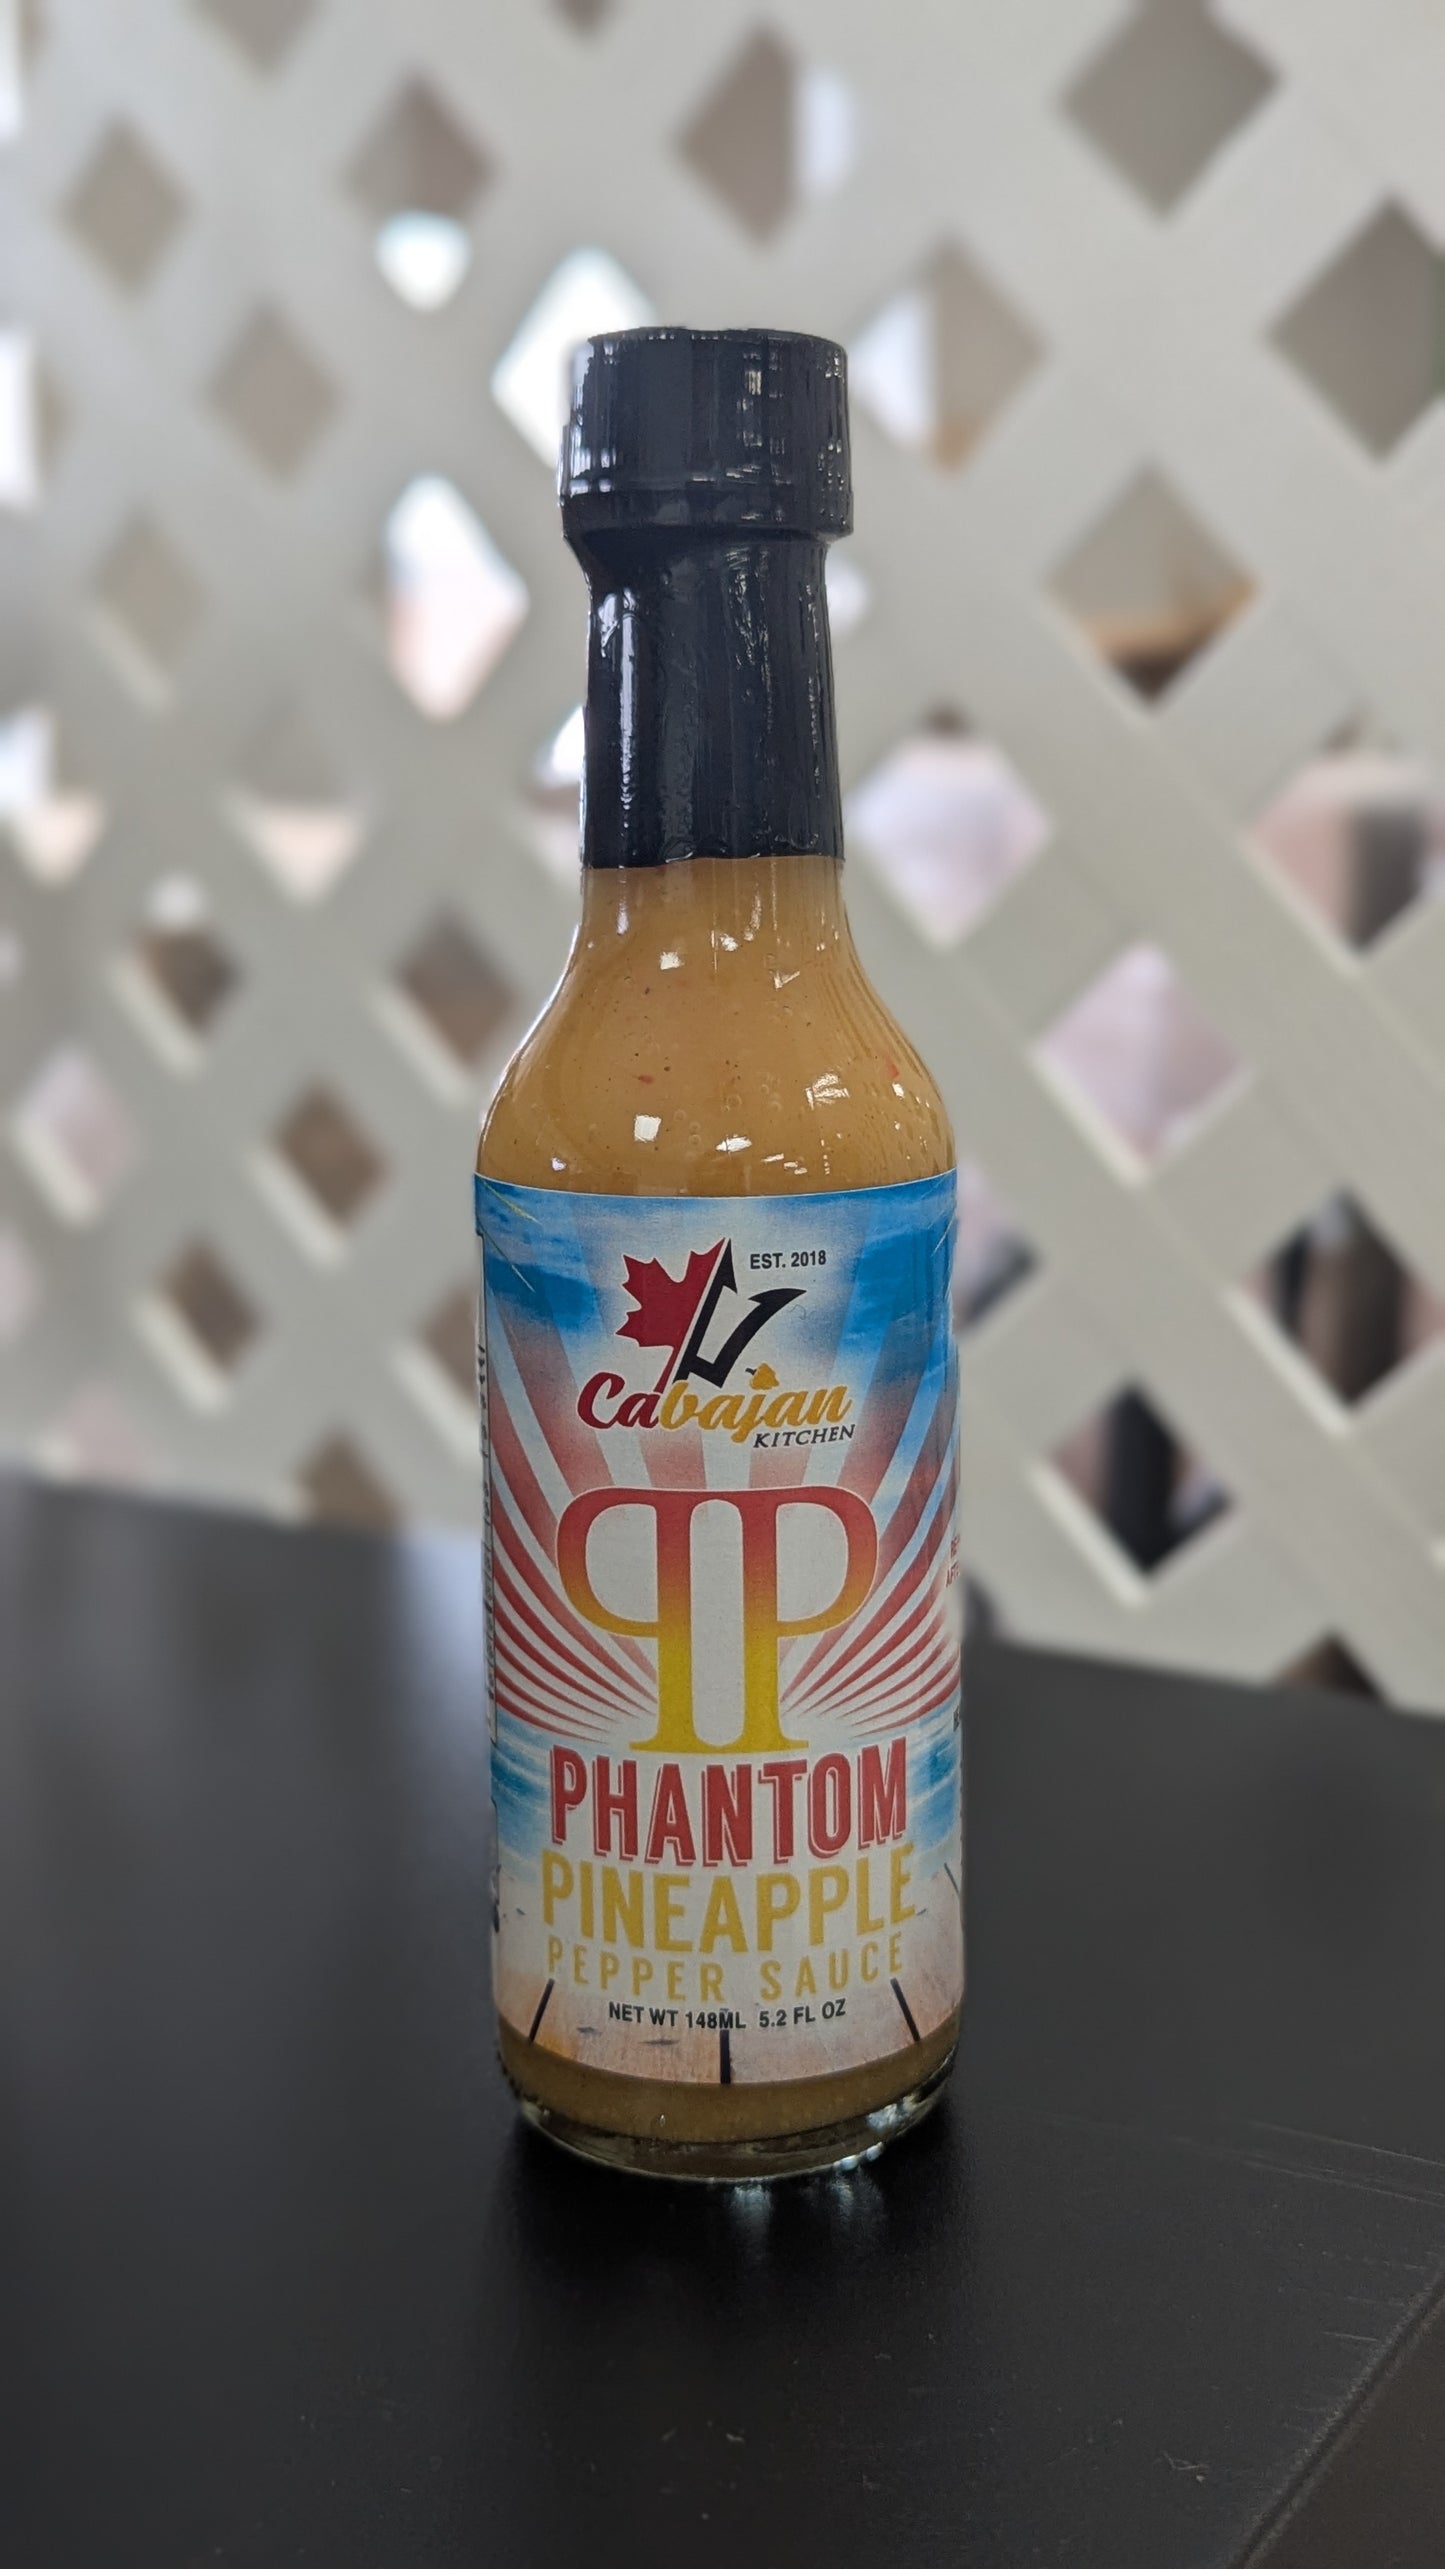 EST. 2018
Cabajan
KITCHEN
PP
PHANTOM
PINEAPPLE
PEPPER SAUCE
NET WT 148ML 5.2 FL OZ